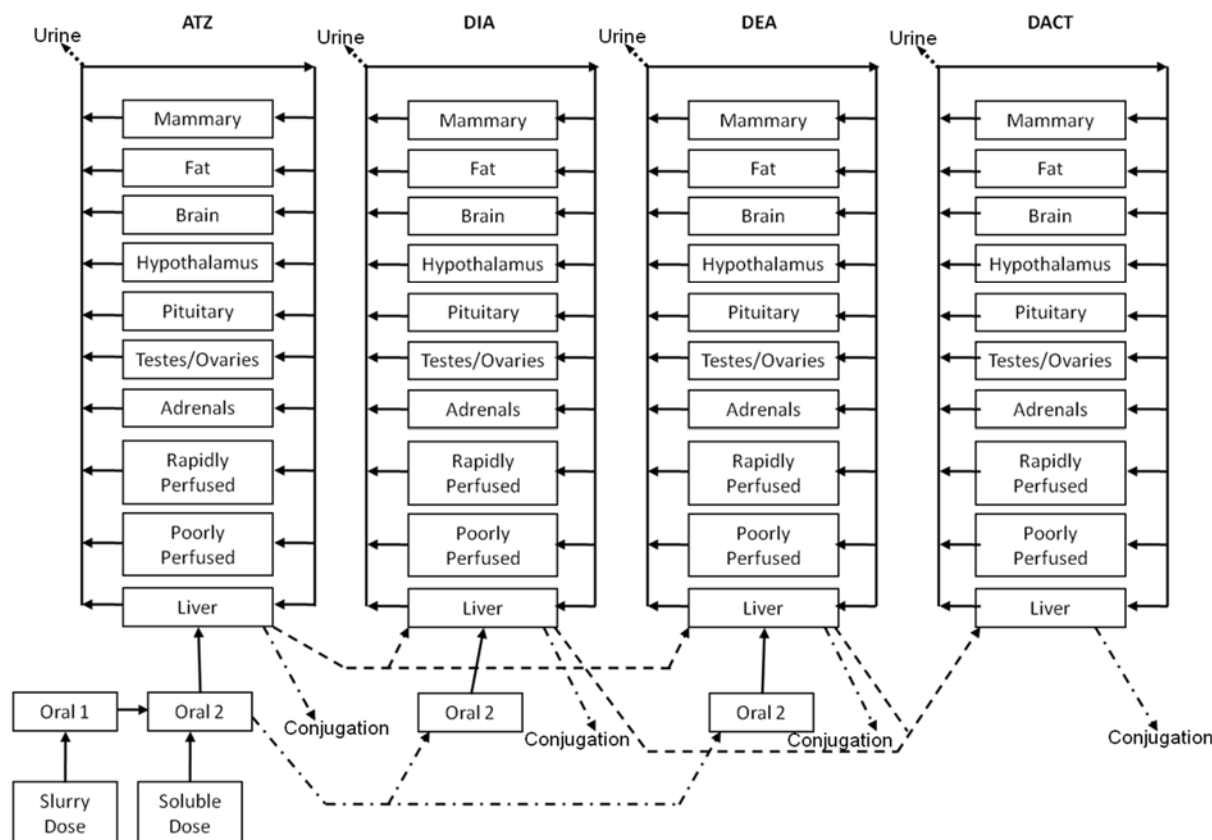 ATZ DIA DEA DACT
Urine Urine Urine Urine
Mammary Mammary Mammary Mammary
Fat Fat Fat Fat
Brain Brain Brain Brain
Hypothalamus Hypothalamus Hypothalamus Hypothalamus
Pituitary Pituitary Pituitary Pituitary
Testes/Ovaries Testes/Ovaries Testes/Ovaries Testes/Ovaries
Adrenals Adrenals Adrenals Adrenals
Rapidly Rapidly Rapidly Rapidly
Perfused Perfused Perfused Perfused
Poorly Poorly Poorly Poorly
Perfused Perfused Perfused Perfused
Liver Liver Liver Liver
Oral 1 Oral 2 Oral 2 Oral 2
Conjugation Conjugation Conjugation Conjugation
Slurry Soluble
Dose Dose